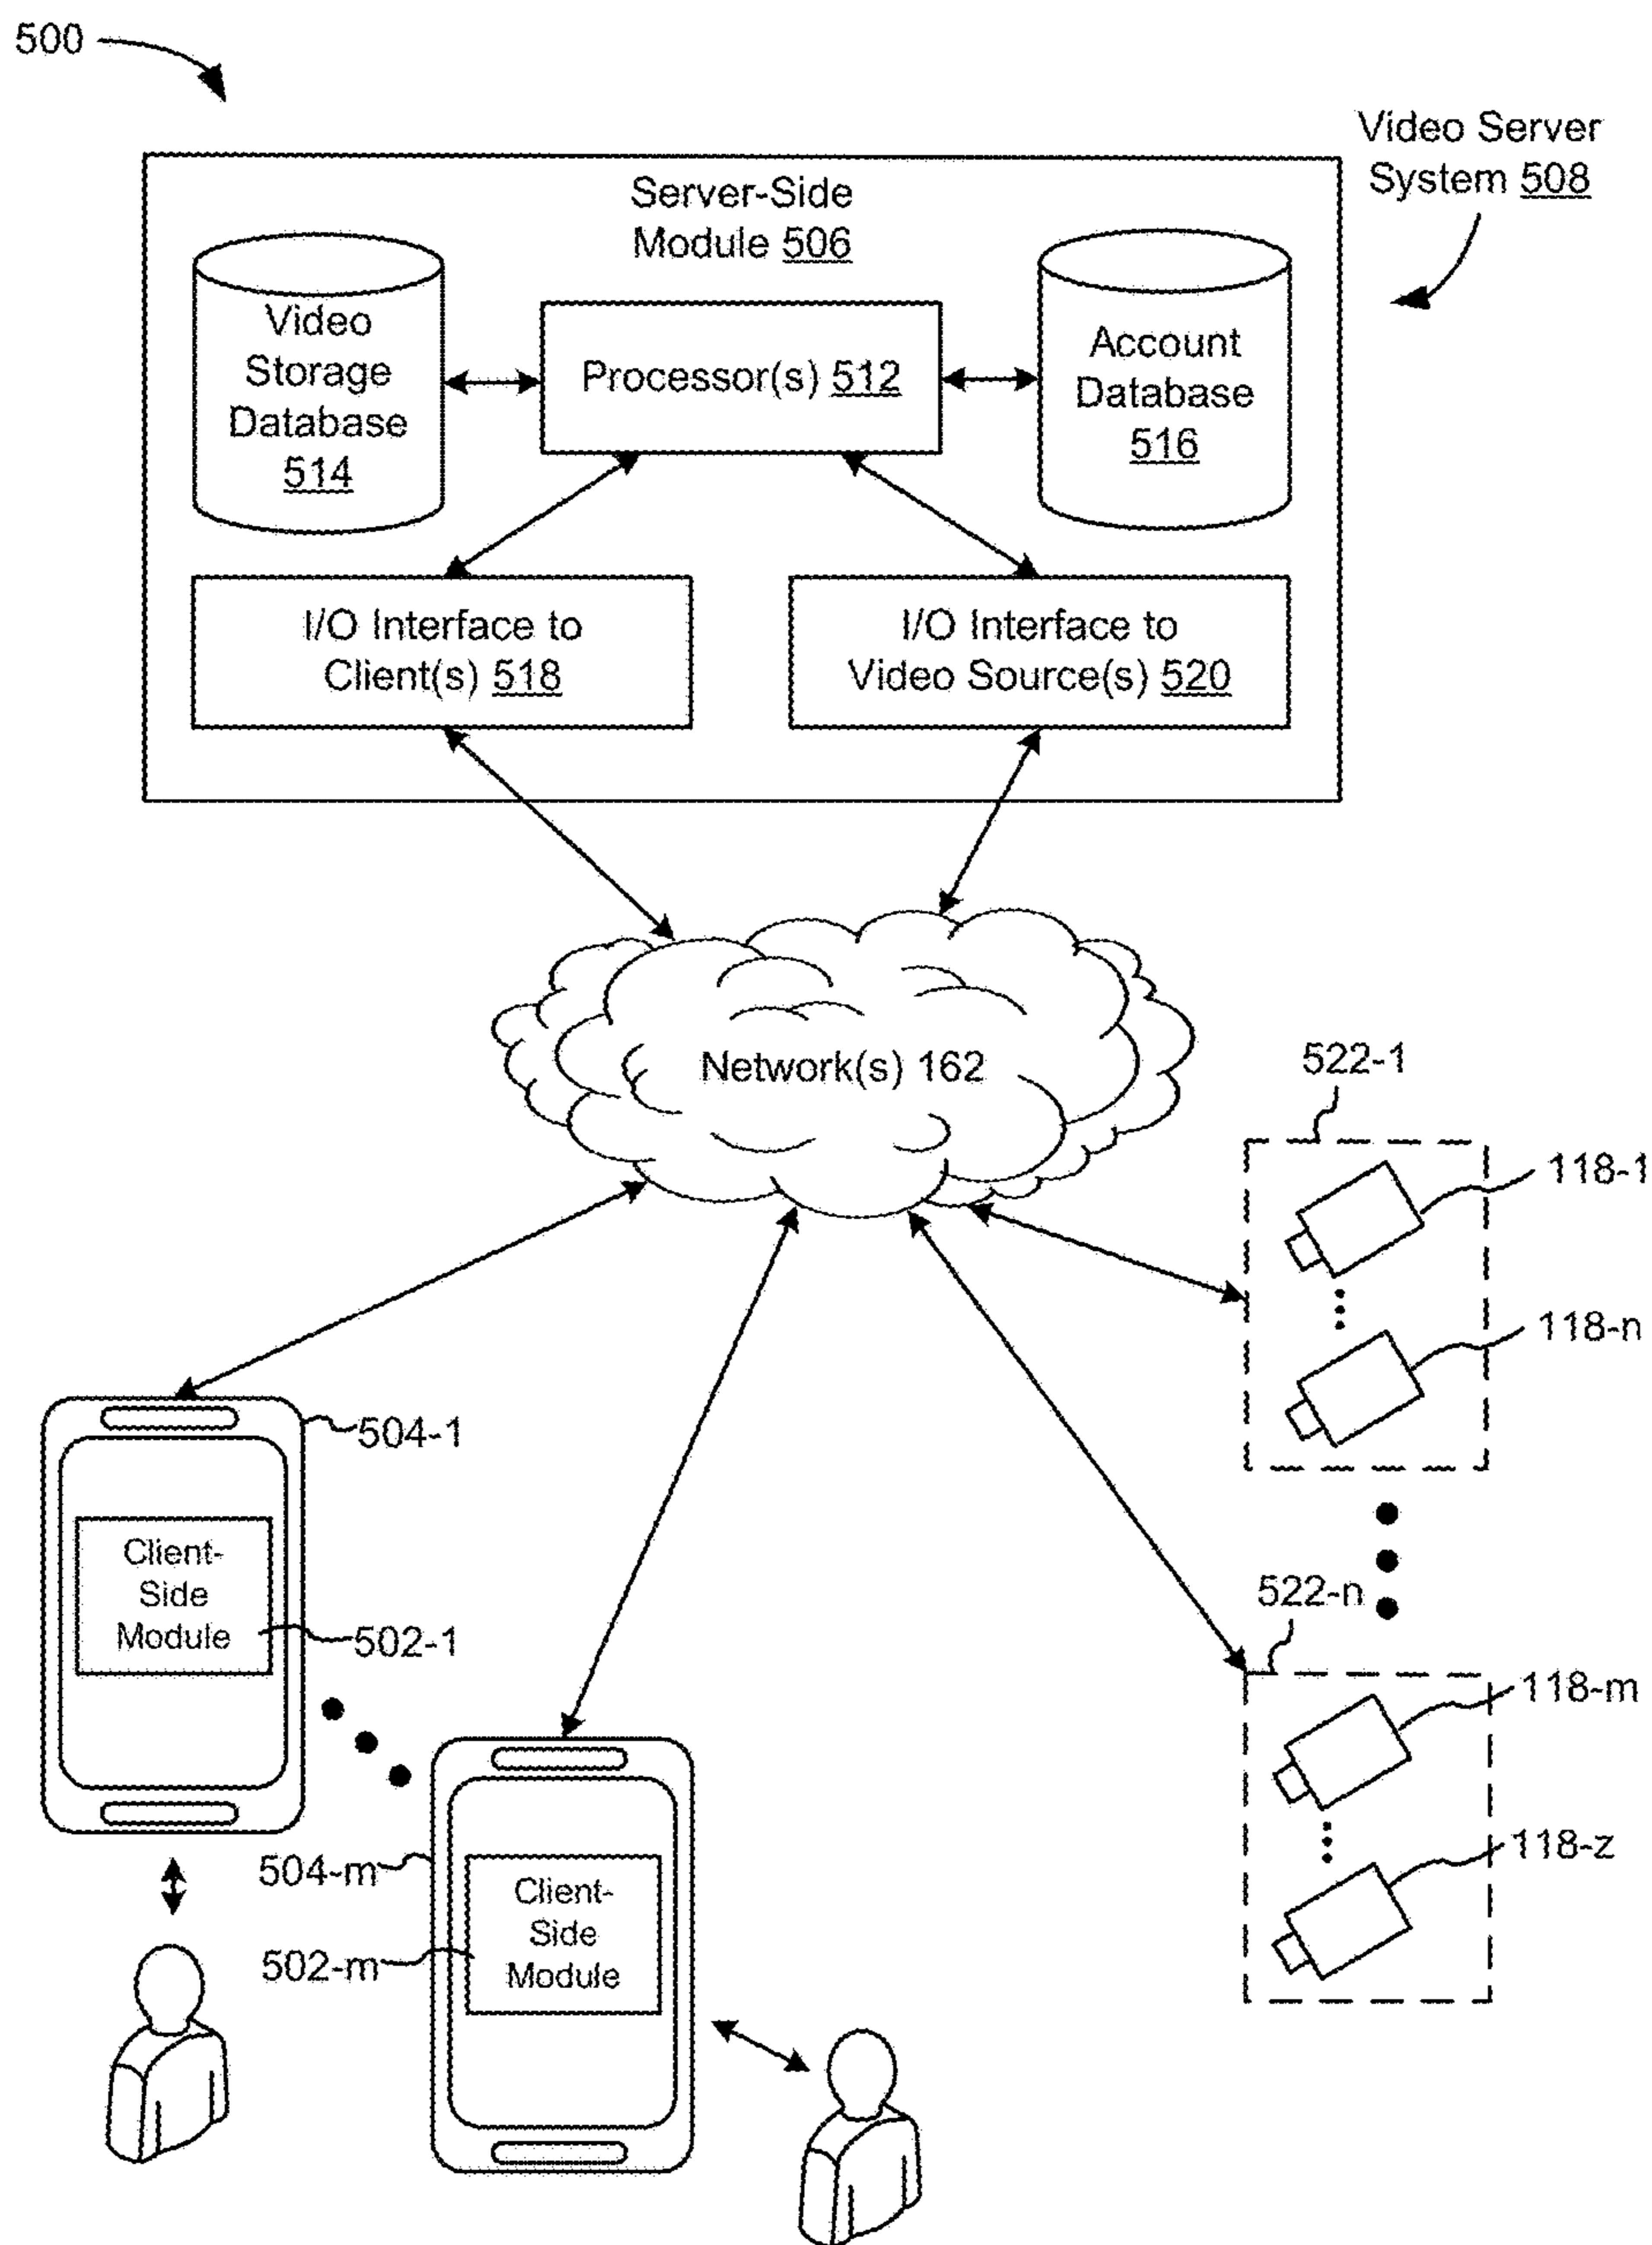 500
Video Server
System 508
Server-Side
Module 506
Video
Storage
Database
514
Processor(s) 512
Account
Database
516
I/O Interface to
Client(s) 518
I/O Interface to
Video Source(s) 520
Network(s) 162
522-1
118-1
118-n
504-1
Client-
Side
Module
502-1
522-n
118-m
118-z
504-m
Client-
Side
Module
502-m